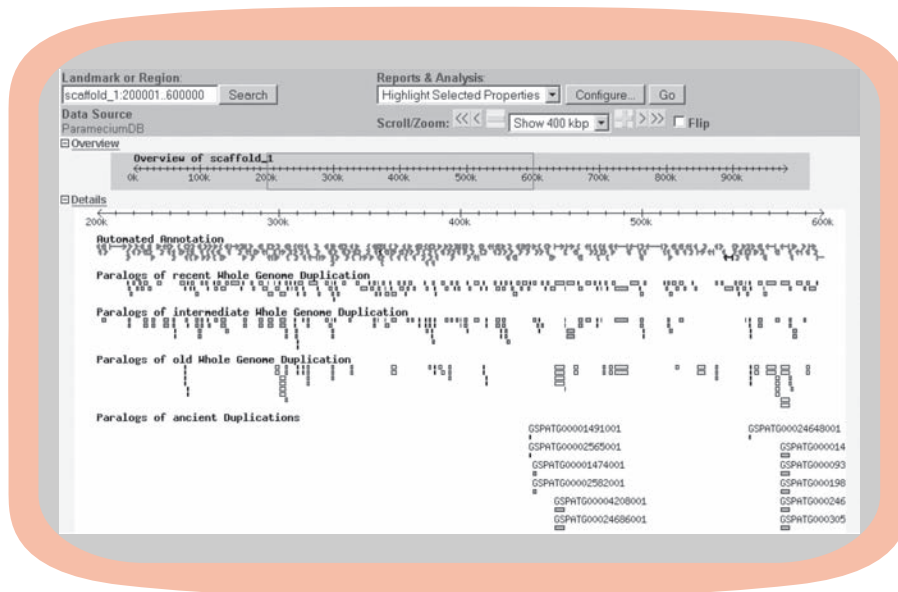 Landmark or Region: Reports & Analysis:
scaffold_1:200001..600000 Search Highlight Selected Properties Configure... Go
Data Source Scroll/Zoom: << < Show 400 kbp > >> Flip
ParameciumDB
Overview
Overview of scaffold_1
0k 100k 200k 300k 400k 500k 600k 700k 800k 900k
Details
200k 300k 400k 500k 600k
Automated Annotation
Paralogs of recent Whole Genome Duplication
Paralogs of intermediate Whole Genome Duplication
Paralogs of old Whole Genome Duplication
Paralogs of ancient Duplications
GSPATG00001491001 GSPATG00024648001
GSPATG00002565001 GSPATG000014
GSPATG00001474001 GSPATG000093
GSPATG00002582001 GSPATG000198
GSPATG00004208001 GSPATG000246
GSPATG00024686001 GSPATG000305